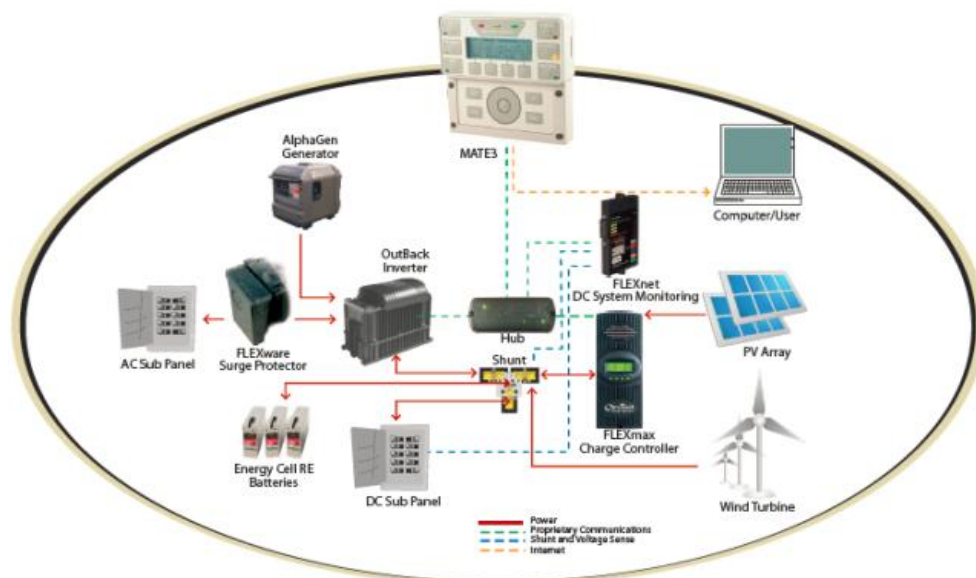 MATE3
AlphaGen
Generator
Computer/User
OutBack
Inverter
FLEXnet
DC System Monitoring
AC Sub Panel
FLEXware
Surge Protector
Hub
PV Array
Shunt
FLEXmax
Charge Controller
Energy Cell RE
Batteries
DC Sub Panel
Wind Turbine
Power
Proprietary Communications
Shunt and Voltage Sense
Internet